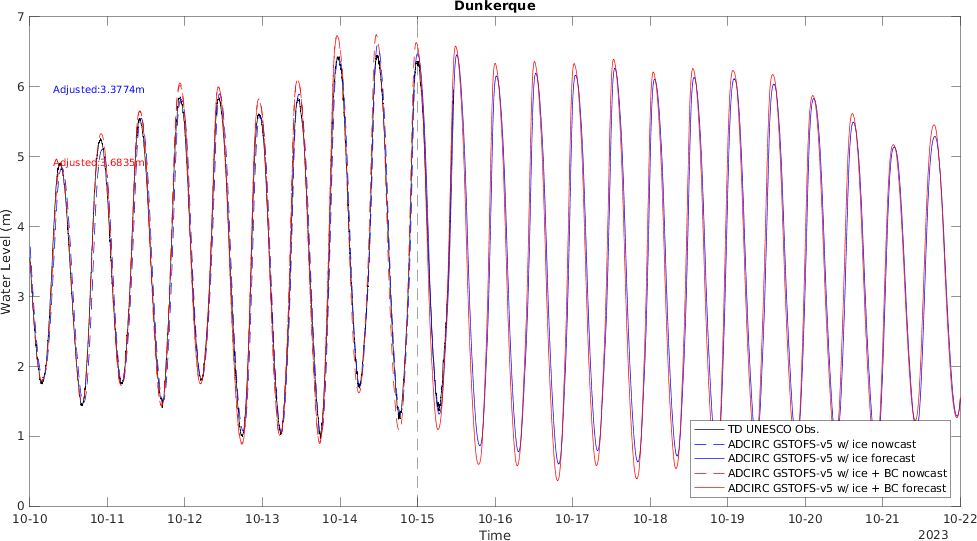 Dunkerque
Water Level (m)
7
6
5
4
3
2
1
0
Adjusted:3.3774m
Adjusted:3.6835m
TD UNESCO Obs.
ADCIRC GSTOFS-v5 w/ ice nowcast
ADCIRC GSTOFS-v5 w/ ice forecast
ADCIRC GSTOFS-v5 w/ ice + BC nowcast
ADCIRC GSTOFS-v5 w/ ice + BC forecast
10-10 10-11 10-12 10-13 10-14 10-15 10-16 10-17 10-18 10-19 10-20 10-21 10-22
Time
2023